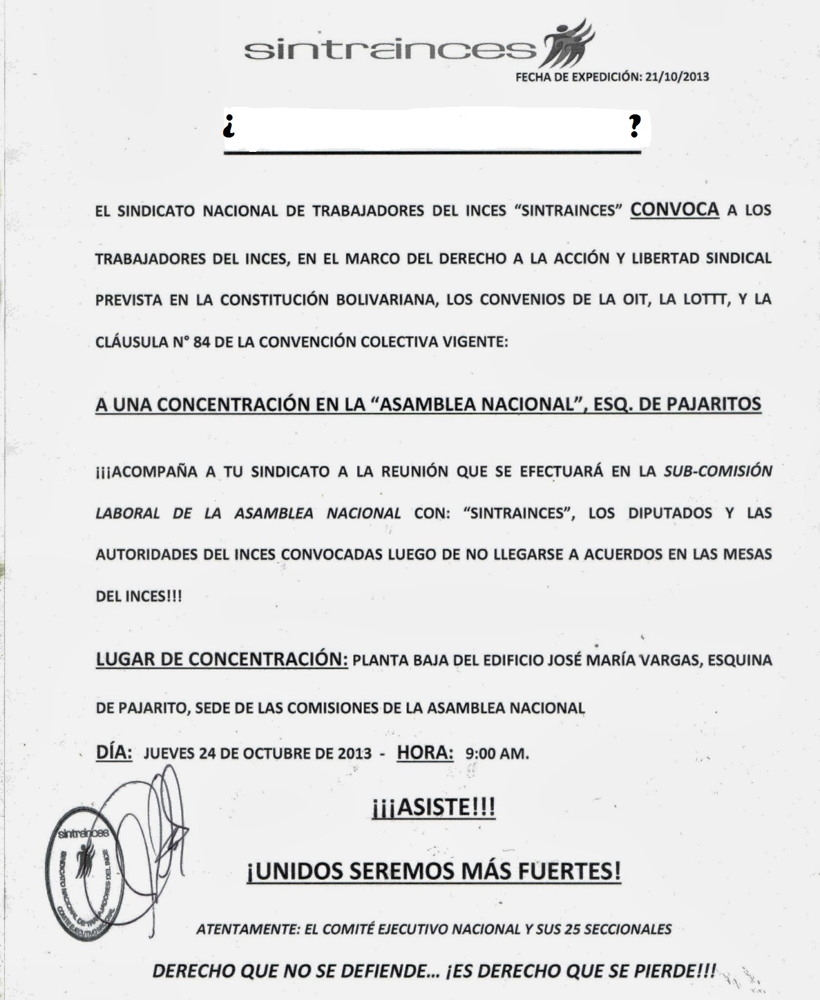 sintrainces
FECHA DE EXPEDICIÓN: 21/10/2013
¿ ?
EL SINDICATO NACIONAL DE TRABAJADORES DEL INCES “SINTRAINCES” CONVOCA A LOS
TRABAJADORES DEL INCES, EN EL MARCO DEL DERECHO A LA ACCIÓN Y LIBERTAD SINDICAL
PREVISTA EN LA CONSTITUCIÓN BOLIVARIANA, LOS CONVENIOS DE LA OIT, LA LOTTT, Y LA
CLÁUSULA N° 84 DE LA CONVENCIÓN COLECTIVA VIGENTE:
A UNA CONCENTRACIÓN EN LA “ASAMBLEA NACIONAL”, ESQ. DE PAJARITOS
¡¡¡ACOMPAÑA A TU SINDICATO A LA REUNIÓN QUE SE EFECTUARÁ EN LA SUB-COMISIÓN
LABORAL DE LA ASAMBLEA NACIONAL CON: “SINTRAINCES”, LOS DIPUTADOS Y LAS
AUTORIDADES DEL INCES CONVOCADAS LUEGO DE NO LLEGARSE A ACUERDOS EN LAS MESAS
DEL INCES!!!
LUGAR DE CONCENTRACIÓN: PLANTA BAJA DEL EDIFICIO JOSÉ MARÍA VARGAS, ESQUINA
DE PAJARITO, SEDE DE LAS COMISIONES DE LA ASAMBLEA NACIONAL
DÍA: JUEVES 24 DE OCTUBRE DE 2013 - HORA: 9:00 AM.
¡¡¡ASISTE!!!
¡UNIDOS SEREMOS MÁS FUERTES!
sintrainces
SINDICATO NACIONAL DE TRABAJADORES DEL INCE
COMITÉ EJECUTIVO NACIONAL
ATENTAMENTE: EL COMITÉ EJECUTIVO NACIONAL Y SUS 25 SECCIONALES
DERECHO QUE NO SE DEFIENDE... ¡ES DERECHO QUE SE PIERDE!!!